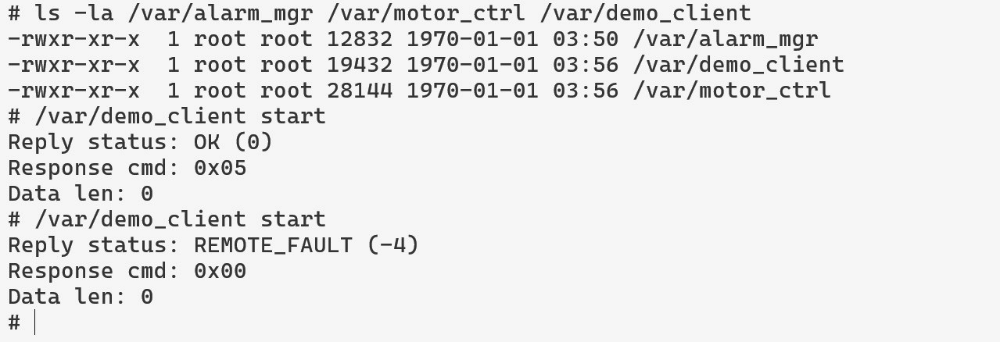 # ls -la /var/alarm_mgr /var/motor_ctrl /var/demo_client
-rwxr-xr-x  1 root root 12832 1970-01-01 03:50 /var/alarm_mgr
-rwxr-xr-x  1 root root 19432 1970-01-01 03:56 /var/demo_client
-rwxr-xr-x  1 root root 28144 1970-01-01 03:56 /var/motor_ctrl
# /var/demo_client start
Reply status: OK (0)
Response cmd: 0x05
Data len: 0
# /var/demo_client start
Reply status: REMOTE_FAULT (-4)
Response cmd: 0x00
Data len: 0
#